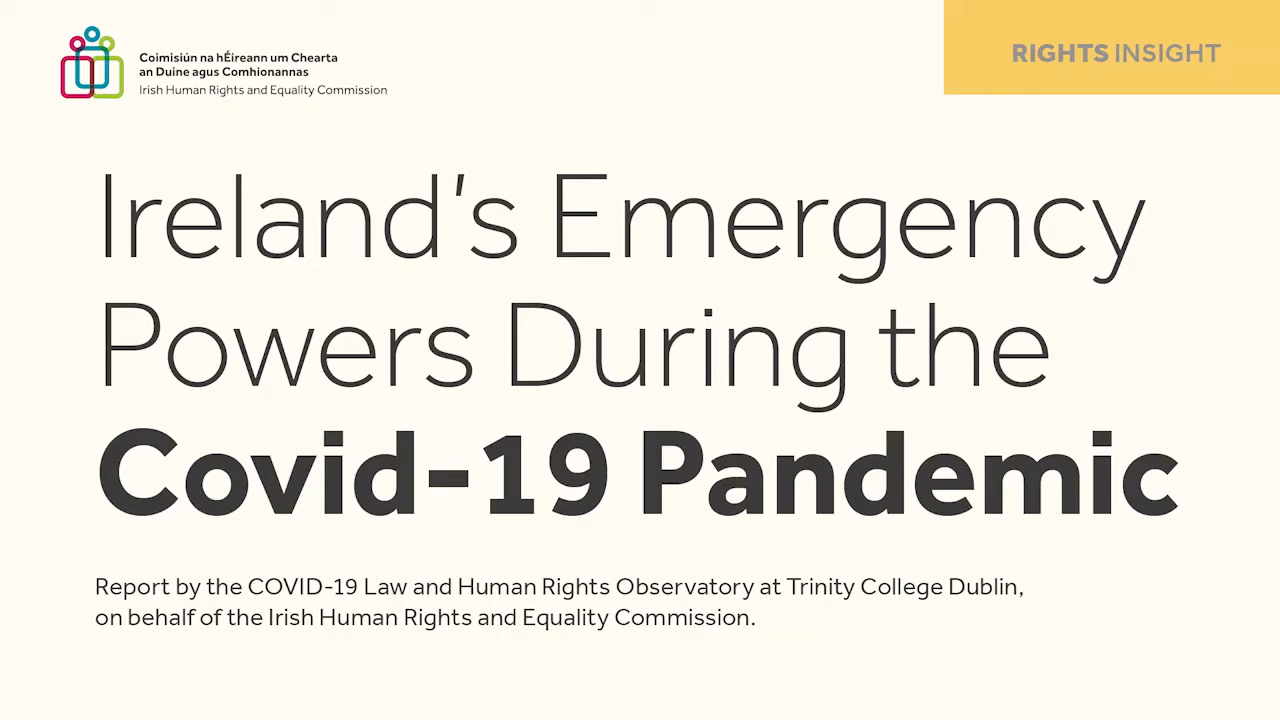 Coimisiún na hÉireann um Chearta
an Duine agus Comhionannas
Irish Human Rights and Equality Commission
RIGHTS INSIGHT
Ireland’s Emergency
Powers During the
Covid-19 Pandemic
Report by the COVID-19 Law and Human Rights Observatory at Trinity College Dublin,
on behalf of the Irish Human Rights and Equality Commission.